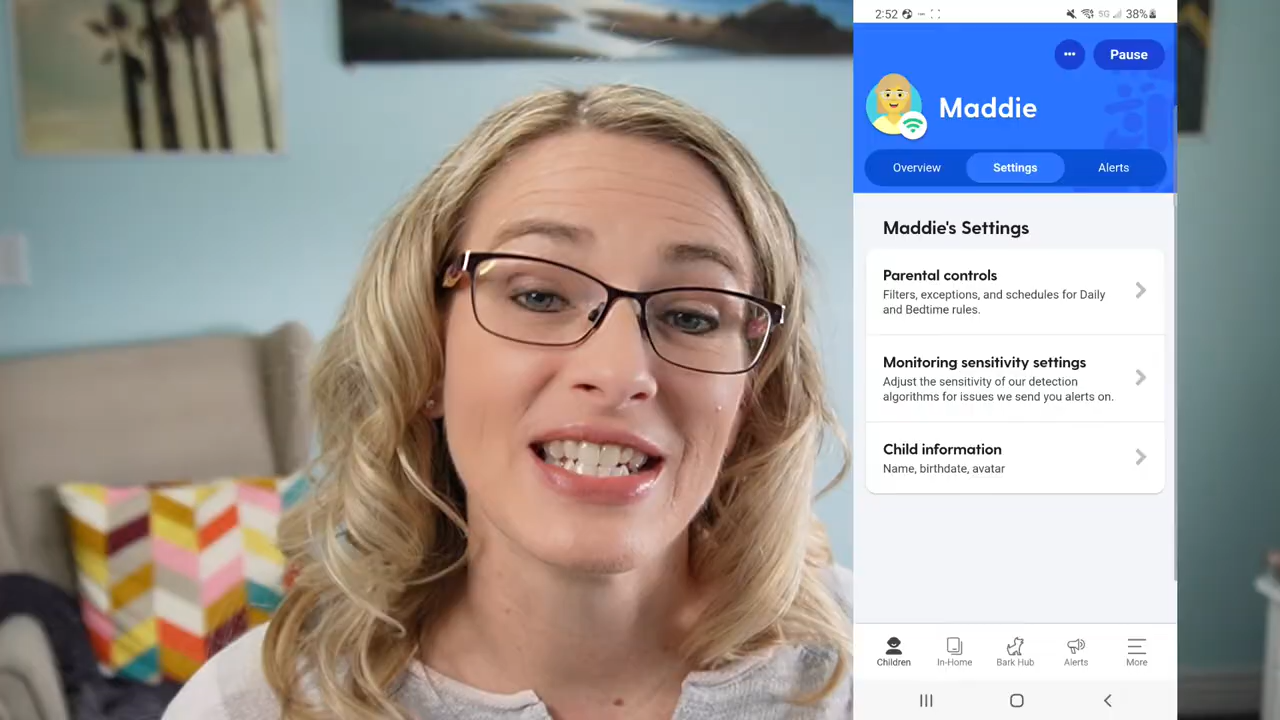 2:52
5G
38%
Pause
Maddie
Overview
Settings
Alerts
Maddie's Settings
Parental controls
Filters, exceptions, and schedules for Daily
and Bedtime rules.
Monitoring sensitivity settings
Adjust the sensitivity of our detection
algorithms for issues we send you alerts on.
Child information
Name, birthdate, avatar
Children
In-Home
Bark Hub
Alerts
More